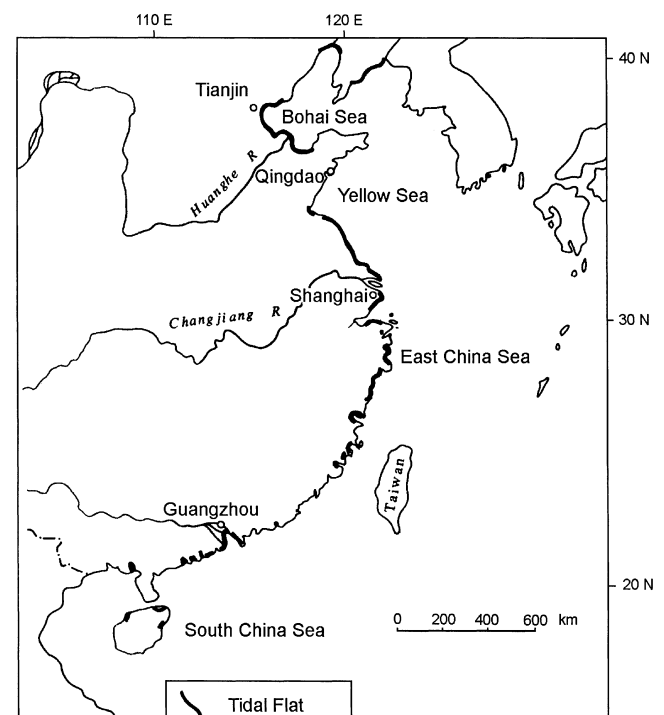 110 E
120 E
40 N
Tianjin
Bohai Sea
Huanghe R
Qingdao
Yellow Sea
Shanghai
Changjiang R
30 N
East China Sea
Taiwan
Guangzhou
20 N
0 200 400 600 km
South China Sea
Tidal Flat